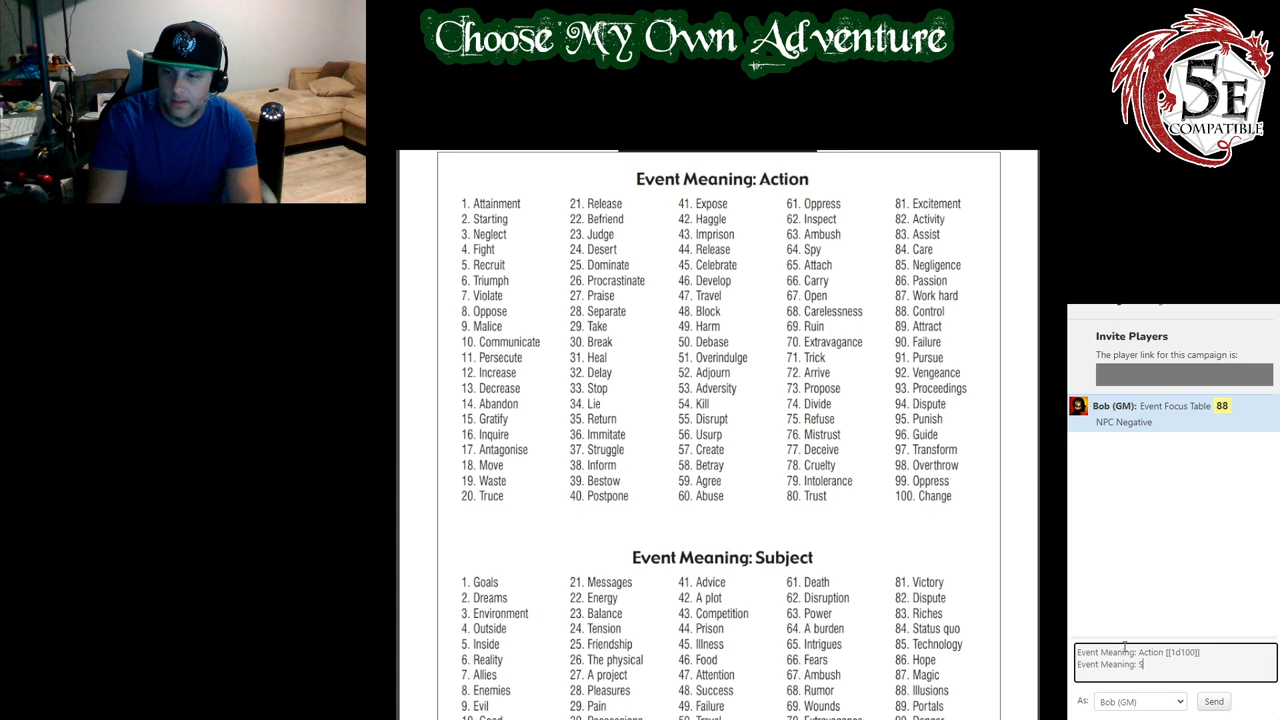 Choose My Own Adventure
5E
COMPATIBLE
Event Meaning: Action
1. Attainment
2. Starting
3. Neglect
4. Fight
5. Recruit
6. Triumph
7. Violate
8. Oppose
9. Malice
10. Communicate
11. Persecute
12. Increase
13. Decrease
14. Abandon
15. Gratify
16. Inquire
17. Antagonise
18. Move
19. Waste
20. Truce
21. Release
22. Befriend
23. Judge
24. Desert
25. Dominate
26. Procrastinate
27. Praise
28. Separate
29. Take
30. Break
31. Heal
32. Delay
33. Stop
34. Lie
35. Return
36. Immitate
37. Struggle
38. Inform
39. Bestow
40. Postpone
41. Expose
42. Haggle
43. Imprison
44. Release
45. Celebrate
46. Develop
47. Travel
48. Block
49. Harm
50. Debase
51. Overindulge
52. Adjourn
53. Adversity
54. Kill
55. Disrupt
56. Usurp
57. Create
58. Betray
59. Agree
60. Abuse
61. Oppress
62. Inspect
63. Ambush
64. Spy
65. Attach
66. Carry
67. Open
68. Carelessness
69. Ruin
70. Extravagance
71. Trick
72. Arrive
73. Propose
74. Divide
75. Refuse
76. Mistrust
77. Deceive
78. Cruelty
79. Intolerance
80. Trust
81. Excitement
82. Activity
83. Assist
84. Care
85. Negligence
86. Passion
87. Work hard
88. Control
89. Attract
90. Failure
91. Pursue
92. Vengeance
93. Proceedings
94. Dispute
95. Punish
96. Guide
97. Transform
98. Overthrow
99. Oppress
100. Change
Event Meaning: Subject
1. Goals
2. Dreams
3. Environment
4. Outside
5. Inside
6. Reality
7. Allies
8. Enemies
9. Evil
10. Good
21. Messages
22. Energy
23. Balance
24. Tension
25. Friendship
26. The physical
27. A project
28. Pleasures
29. Pain
41. Advice
42. A plot
43. Competition
44. Prison
45. Illness
46. Food
47. Attention
48. Success
49. Failure
50. Travel
61. Death
62. Disruption
63. Power
64. A burden
65. Intrigues
66. Fears
67. Ambush
68. Rumor
69. Wounds
70. Extravagance
81. Victory
82. Dispute
83. Riches
84. Status quo
85. Technology
86. Hope
87. Magic
88. Illusions
89. Portals
90. Danger
Invite Players
The player link for this campaign is:
Bob (GM): Event Focus Table 88
NPC Negative
Event Meaning: Action [[1d100]]
Event Meaning: S
As: Bob (GM) Send